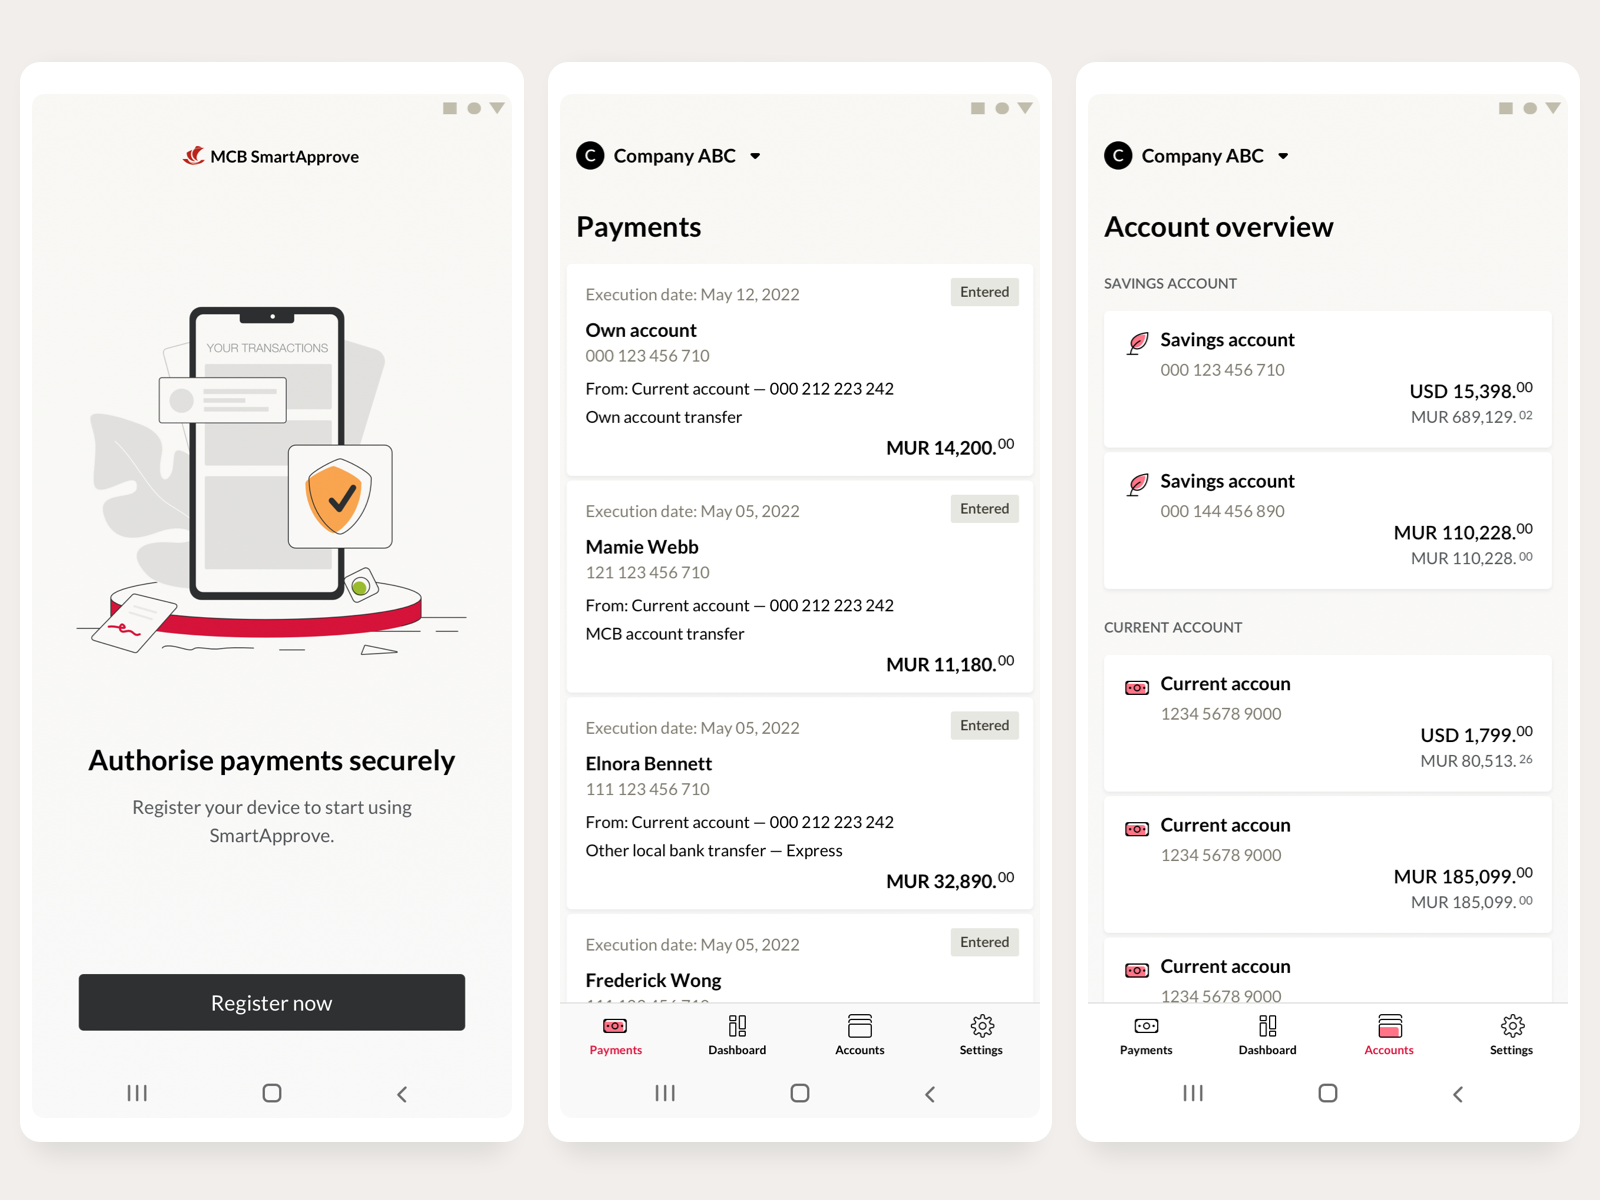 MCB SmartApprove
YOUR TRANSACTIONS
Authorise payments securely
Register your device to start using
SmartApprove.
Register now
C Company ABC
Payments
Execution date: May 12, 2022
Entered
Own account
000 123 456 710
From: Current account — 000 212 223 242
Own account transfer
MUR 14,200.00
Execution date: May 05, 2022
Entered
Mamie Webb
121 123 456 710
From: Current account — 000 212 223 242
MCB account transfer
MUR 11,180.00
Execution date: May 05, 2022
Entered
Elnora Bennett
111 123 456 710
From: Current account — 000 212 223 242
Other local bank transfer — Express
MUR 32,890.00
Execution date: May 05, 2022
Entered
Frederick Wong
Payments
Dashboard
Accounts
Settings
C Company ABC
Account overview
SAVINGS ACCOUNT
Savings account
000 123 456 710
USD 15,398.00
MUR 689,129.02
Savings account
000 144 456 890
MUR 110,228.00
MUR 110,228.00
CURRENT ACCOUNT
Current accoun
1234 5678 9000
USD 1,799.00
MUR 80,513.26
Current accoun
1234 5678 9000
MUR 185,099.00
MUR 185,099.00
Current accoun
1234 5678 9000
Payments
Dashboard
Accounts
Settings